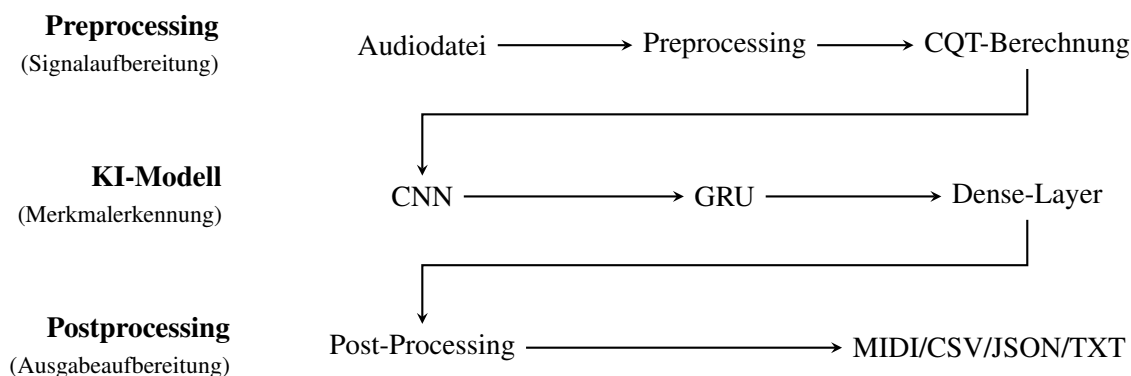 Preprocessing
(Signalaufbereitung)
Audiodatei Preprocessing CQT-Berechnung
KI-Modell
(Merkmalerkennung)
CNN GRU Dense-Layer
Postprocessing
(Ausgabeaufbereitung)
Post-Processing MIDI/CSV/JSON/TXT